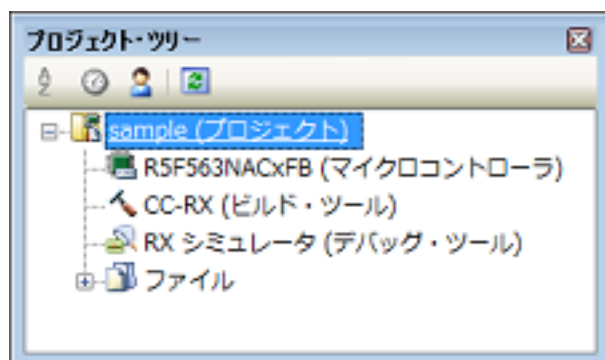 プロジェクト・ツリー
sample (プロジェクト)
R5F563NACxFB (マイクロコントローラ)
CC-RX (ビルド・ツール)
RX シミュレータ (デバッグ・ツール)
ファイル